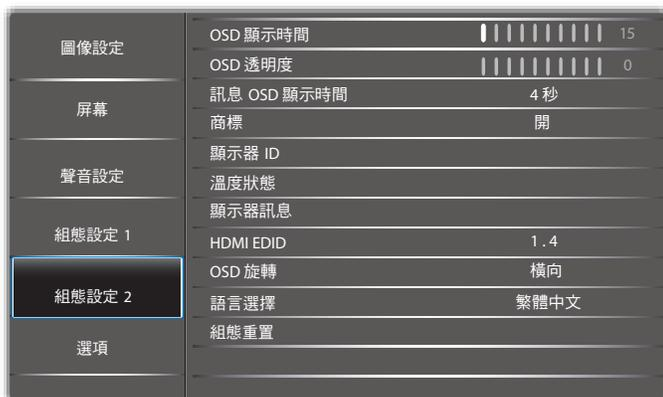 圖像設定
屏幕
聲音設定
組態設定 1
組態設定 2
選項
OSD 顯示時間 15
OSD 透明度 0
訊息 OSD 顯示時間 4 秒
商標 開
顯示器 ID
溫度狀態
顯示器訊息
HDMI EDID 1 . 4
OSD 旋轉 橫向
語言選擇 繁體中文
組態重置